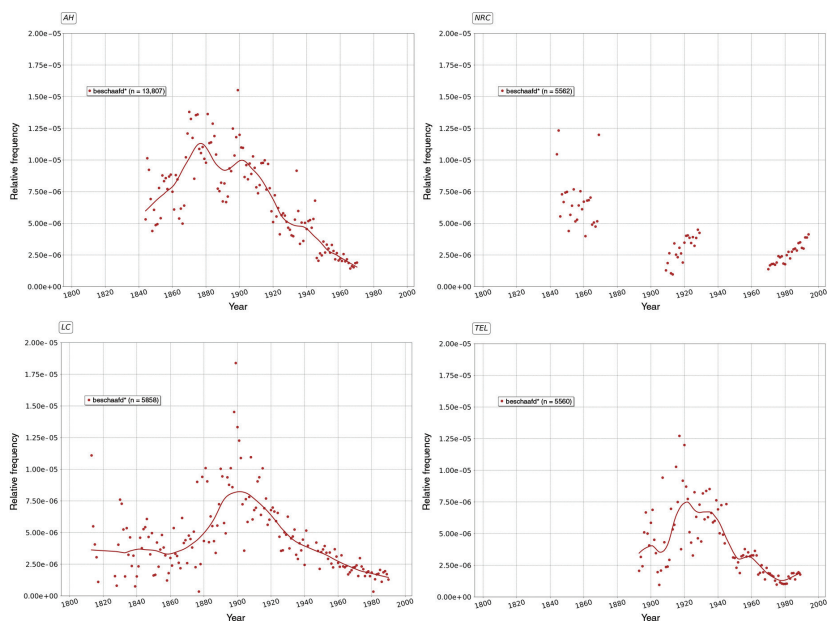 AH
2.00e-05
1.75e-05
1.50e-05
1.25e-05
1.00e-05
7.50e-06
5.00e-06
2.50e-06
0.00e+00
Relative frequency
beschaafd* (n = 13,807)
1800 1820 1840 1860 1880 1900 1920 1940 1960 1980 2000
Year
NRC
2.00e-05
1.75e-05
1.50e-05
1.25e-05
1.00e-05
7.50e-06
5.00e-06
2.50e-06
0.00e+00
Relative frequency
beschaafd* (n = 5562)
1800 1820 1840 1860 1880 1900 1920 1940 1960 1980 2000
Year
LC
2.00e-05
1.75e-05
1.50e-05
1.25e-05
1.00e-05
7.50e-06
5.00e-06
2.50e-06
0.00e+00
Relative frequency
beschaafd* (n = 5858)
1800 1820 1840 1860 1880 1900 1920 1940 1960 1980 2000
Year
TEL
2.00e-05
1.75e-05
1.50e-05
1.25e-05
1.00e-05
7.50e-06
5.00e-06
2.50e-06
0.00e+00
Relative frequency
beschaafd* (n = 5560)
1800 1820 1840 1860 1880 1900 1920 1940 1960 1980 2000
Year